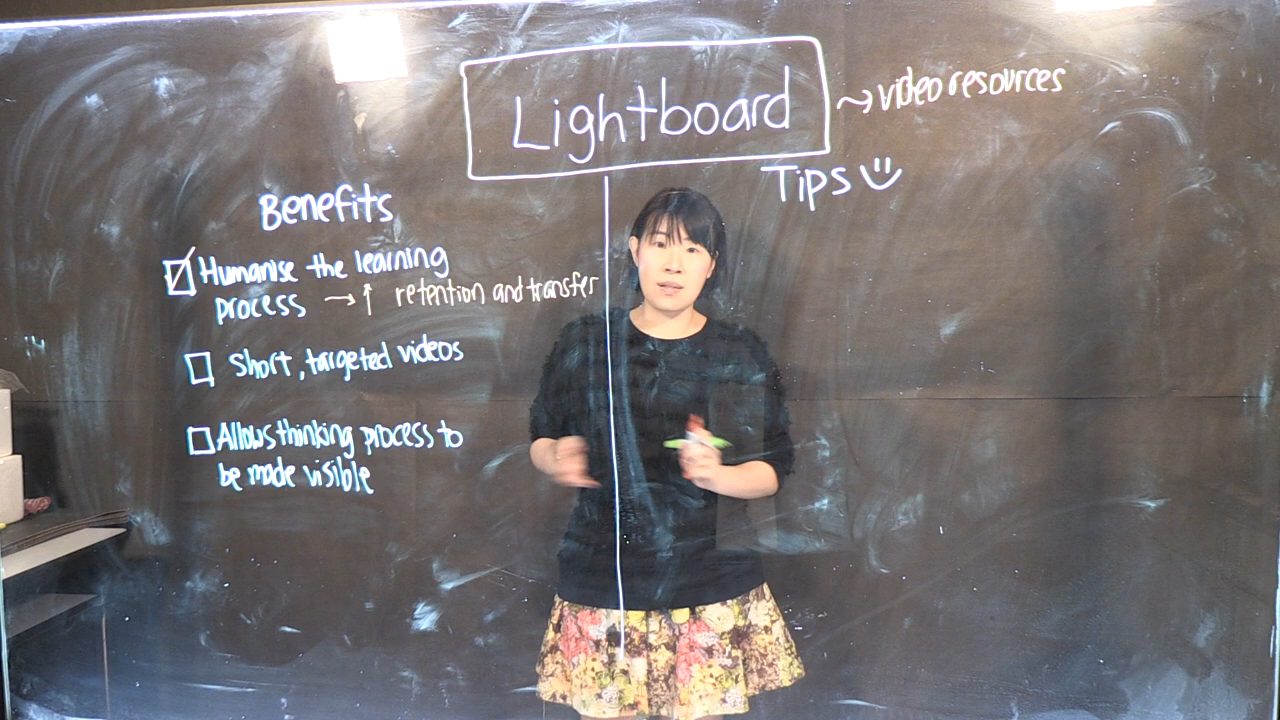 Lightboard
→ video resources
Tips
Benefits
Humanise the learning
process → ↑ retention and transfer
Short, targeted videos
Allows thinking process to
be made visible